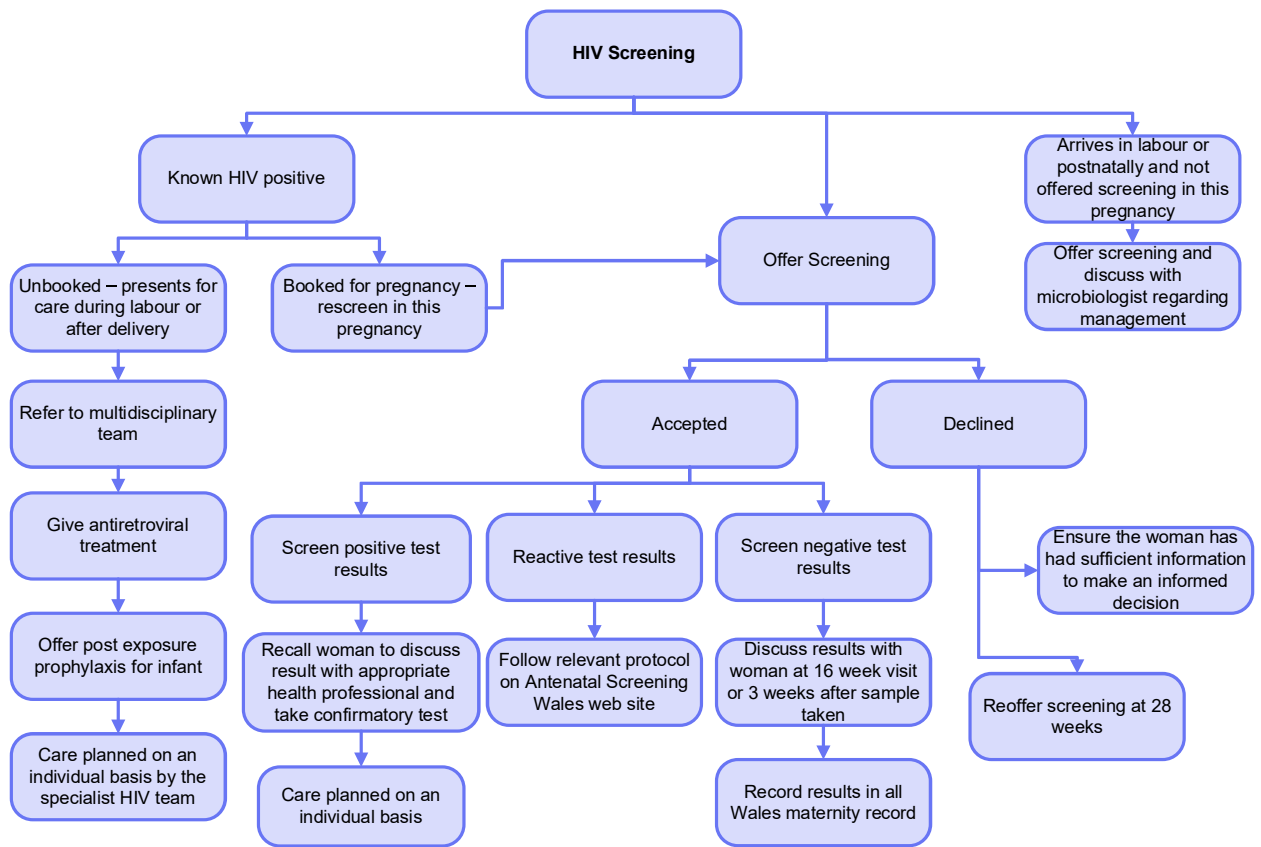 HIV Screening
Known HIV positive
Arrives in labour or
postnatally and not
offered screening in this
pregnancy
Offer Screening
Offer screening and
discuss with
microbiologist regarding
management
Unbooked – presents for
care during labour or
after delivery
Booked for pregnancy –
rescreen in this
pregnancy
Refer to multidisciplinary
team
Accepted
Declined
Give antiretroviral
treatment
Screen positive test
results
Reactive test results
Screen negative test
results
Ensure the woman has
had sufficient information
to make an informed
decision
Offer post exposure
prophylaxis for infant
Recall woman to discuss
result with appropriate
health professional and
take confirmatory test
Follow relevant protocol
on Antenatal Screening
Wales web site
Discuss results with
woman at 16 week visit
or 3 weeks after sample
taken
Reoffer screening at 28
weeks
Care planned on an
individual basis by the
specialist HIV team
Care planned on an
individual basis
Record results in all
Wales maternity record